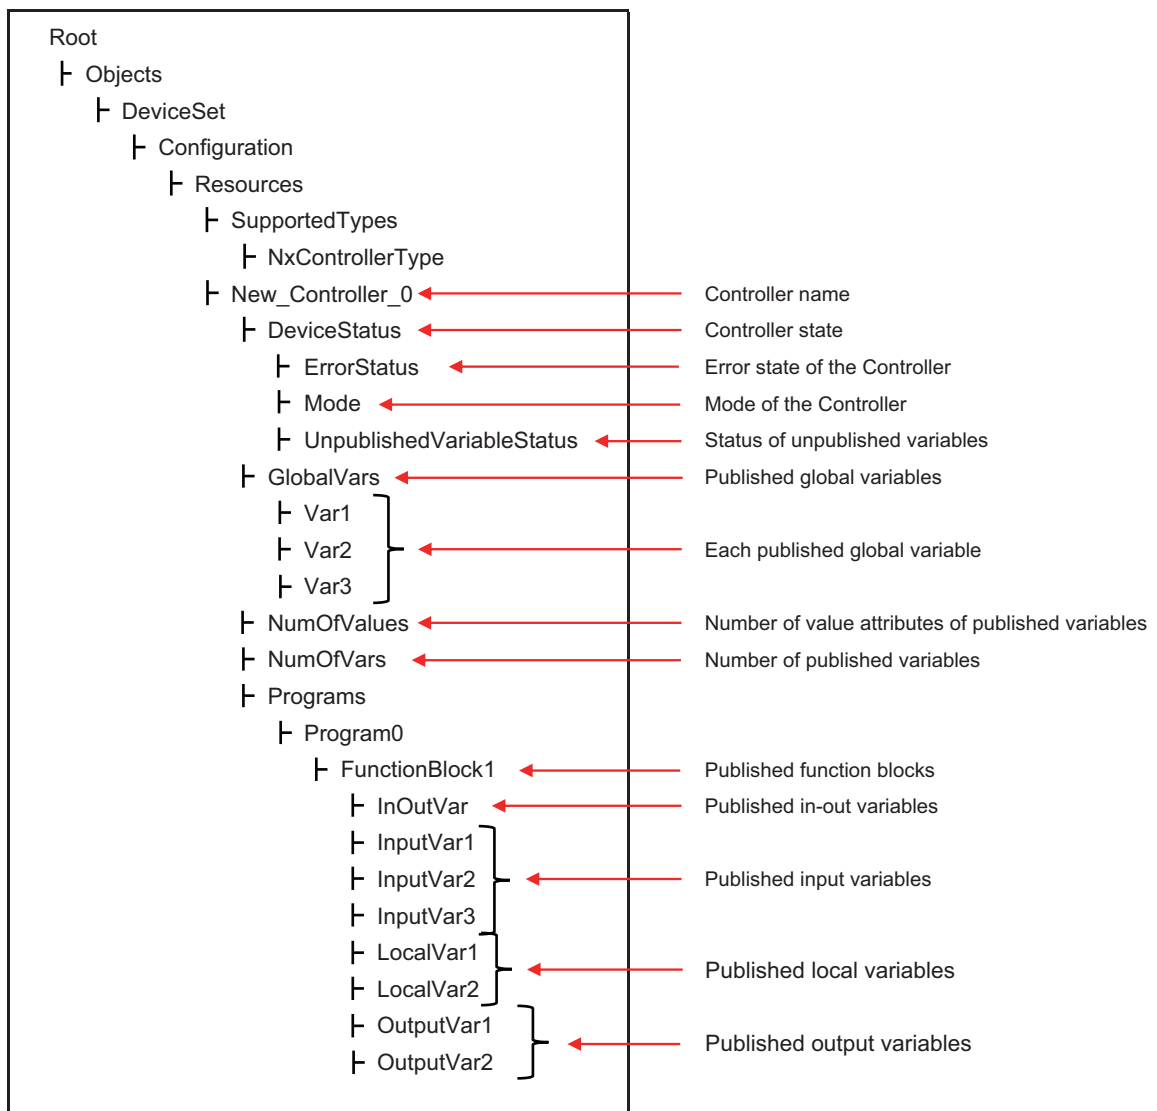 Root
Objects
DeviceSet
Configuration
Resources
SupportedTypes
NxControllerType
New_Controller_0 Controller name
DeviceStatus Controller state
ErrorStatus Error state of the Controller
Mode Mode of the Controller
UnpublishedVariableStatus Status of unpublished variables
GlobalVars Published global variables
Var1
Var2 Each published global variable
Var3
NumOfValues Number of value attributes of published variables
NumOfVars Number of published variables
Programs
Program0
FunctionBlock1 Published function blocks
InOutVar Published in-out variables
InputVar1
InputVar2 Published input variables
InputVar3
LocalVar1
Published local variables
LocalVar2
OutputVar1
Published output variables
OutputVar2